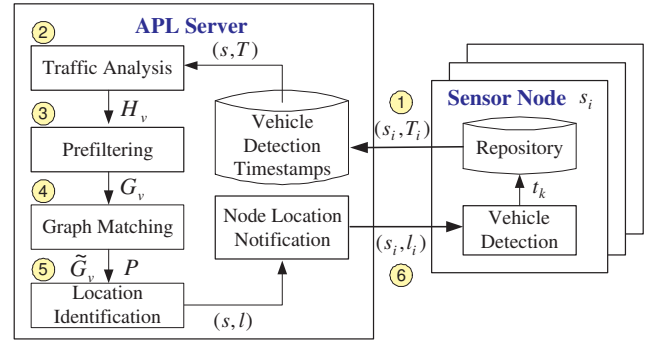 APL Server
2
Traffic Analysis
(s,T)
H_v
3
Prefiltering
G_v
4
Graph Matching
G̃_v P
5
Location
Identification
(s,l)
Vehicle
Detection
Timestamps
Node Location
Notification
1
(s_i,T_i)
(s_i,l_i)
6
Sensor Node s_i
Repository
t_k
Vehicle
Detection